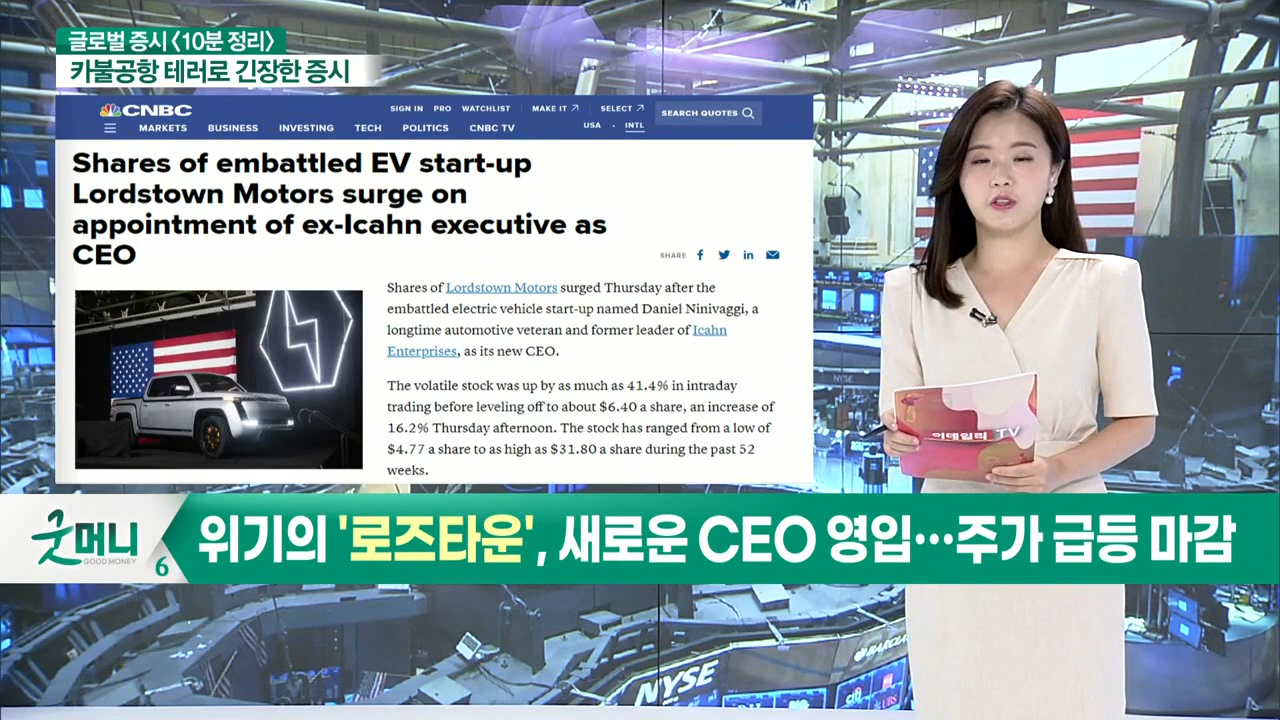 글로벌 증시 <10분 정리>
카불공항 테러로 긴장한 증시
CNBC
SIGN IN PRO WATCHLIST MAKE IT SELECT SEARCH QUOTES
MARKETS BUSINESS INVESTING TECH POLITICS CNBC TV USA · INTL
Shares of embattled EV start-up
Lordstown Motors surge on
appointment of ex-Icahn executive as
CEO
SHARE
Shares of Lordstown Motors surged Thursday after the
embattled electric vehicle start-up named Daniel Ninivaggi, a
longtime automotive veteran and former leader of Icahn
Enterprises, as its new CEO.
The volatile stock was up by as much as 41.4% in intraday
trading before leveling off to about $6.40 a share, an increase of
16.2% Thursday afternoon. The stock has ranged from a low of
$4.77 a share to as high as $31.80 a share during the past 52
weeks.
NYSE
이데일리 TV
굿머니
GOOD MONEY
6
위기의 '로즈타운', 새로운 CEO 영입…주가 급등 마감
NYSE
BARCLAYS
citi
UBS